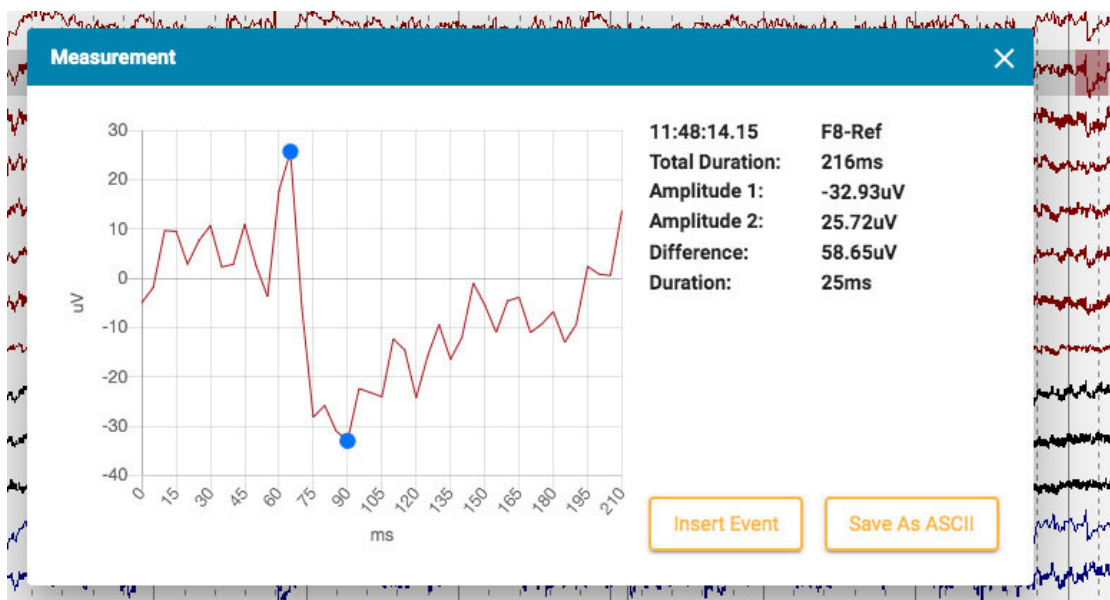 Measurement
30
20
10
0
-10
-20
-30
-40
uV
0 15 30 45 60 75 90 105 120 135 150 165 180 195 210
ms
11:48:14.15 F8-Ref
Total Duration: 216ms
Amplitude 1: -32.93uV
Amplitude 2: 25.72uV
Difference: 58.65uV
Duration: 25ms
Insert Event Save As ASCII